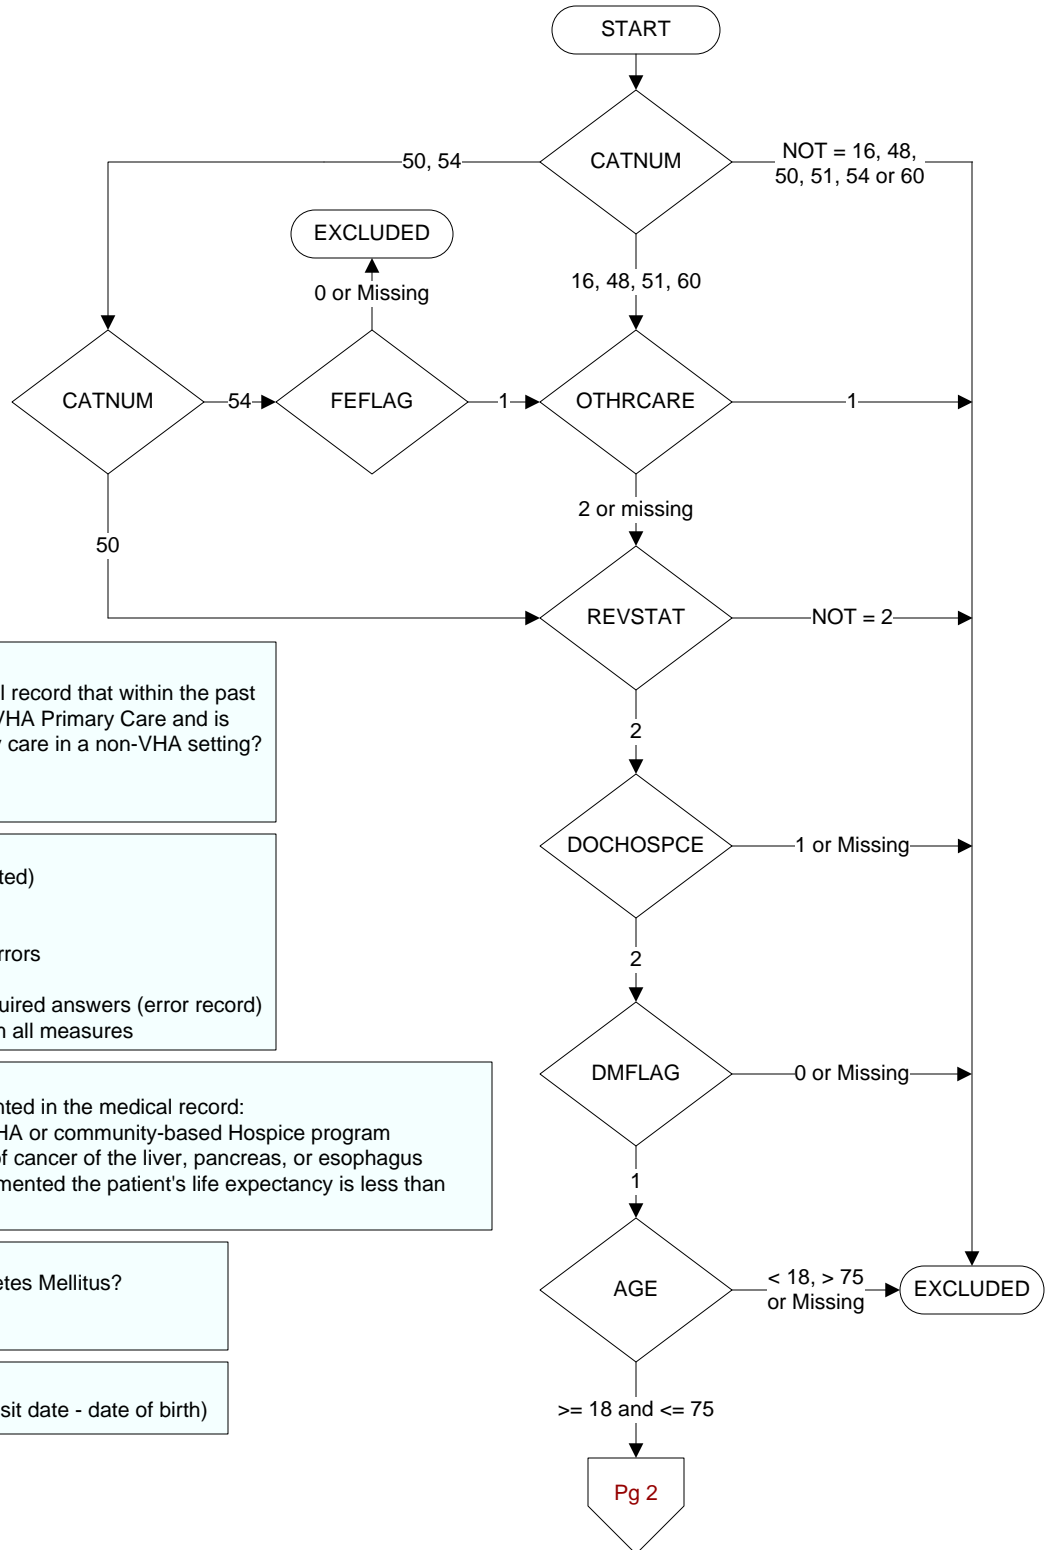 START
CATNUM
50, 54
NOT = 16, 48,
50, 51, 54 or 60
EXCLUDED
0 or Missing
16, 48, 51, 60
CATNUM
54
FEFLAG
1
OTHRCARE
1
2 or missing
50
REVSTAT
NOT = 2
2
l record that within the past
VHA Primary Care and is
care in a non-VHA setting?
DOCHOSPCE
1 or Missing
2
ted)
rrors
uired answers (error record)
all measures
DMFLAG
0 or Missing
1
nted in the medical record:
HA or community-based Hospice program
of cancer of the liver, pancreas, or esophagus
mented the patient's life expectancy is less than
AGE
< 18, > 75
or Missing
EXCLUDED
etes Mellitus?
sit date - date of birth)
>= 18 and <= 75
Pg 2